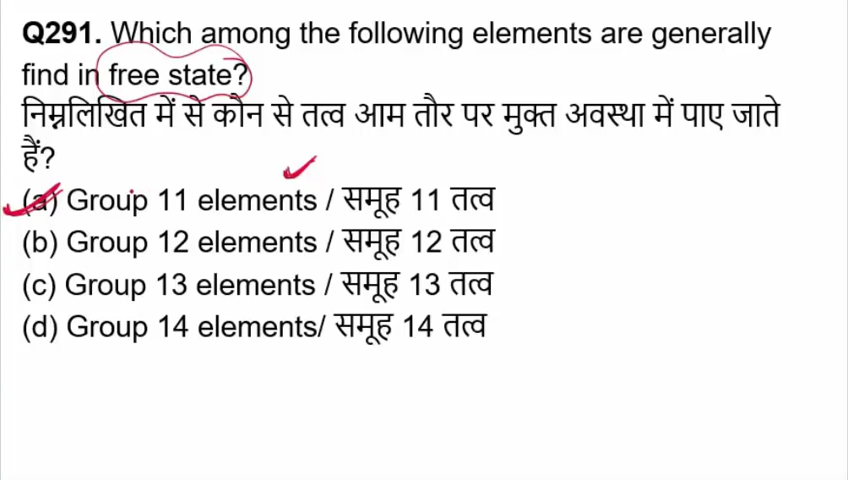 Q291. Which among the following elements are generally
find in free state?
निम्नलिखित में से कौन से तत्व आम तौर पर मुक्त अवस्था में पाए जाते
हैं?
(a) Group 11 elements / समूह 11 तत्व
(b) Group 12 elements / समूह 12 तत्व
(c) Group 13 elements / समूह 13 तत्व
(d) Group 14 elements/ समूह 14 तत्व